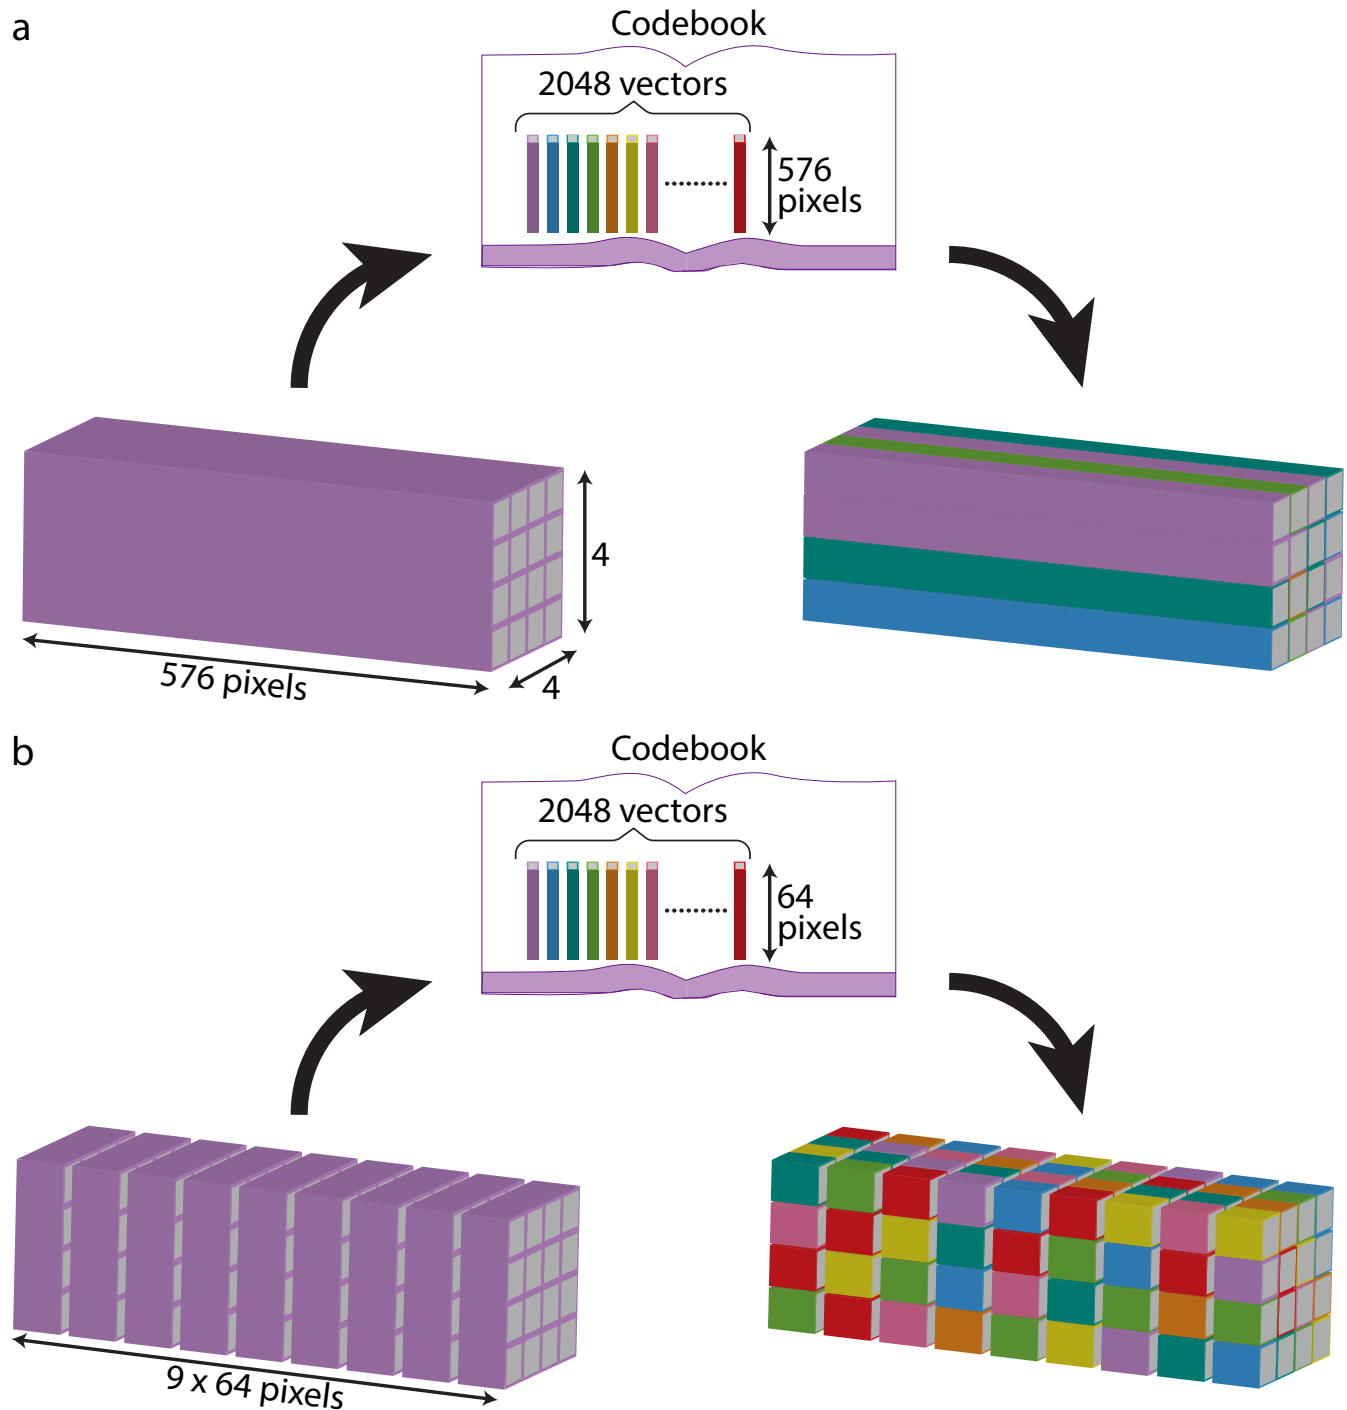 a
Codebook
2048 vectors
576
pixels
4
4
576 pixels
b
Codebook
2048 vectors
64
pixels
9 x 64 pixels